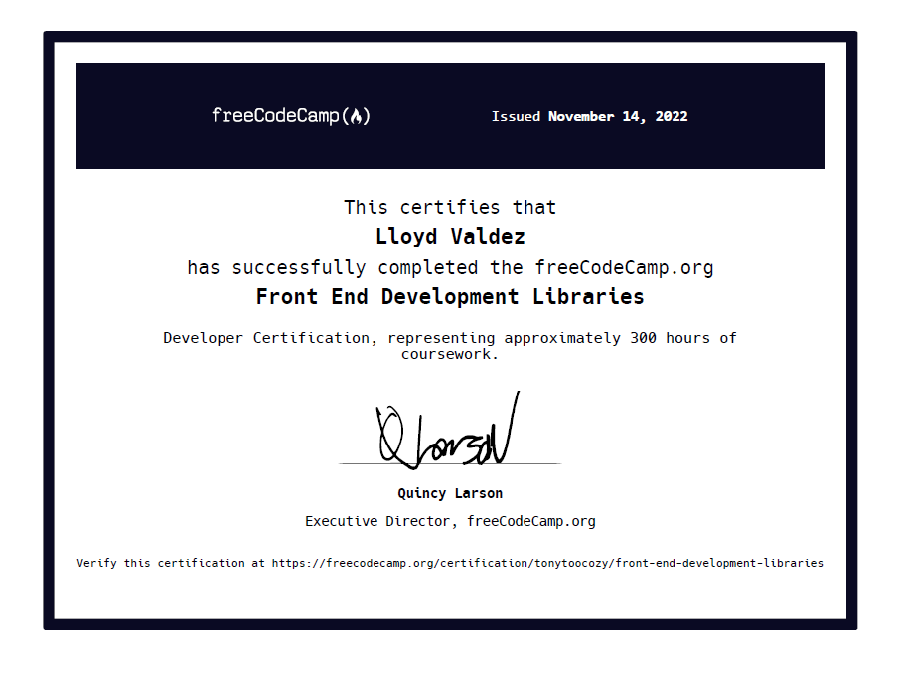 freeCodeCamp(🔥)
Issued November 14, 2022
This certifies that
Lloyd Valdez
has successfully completed the freeCodeCamp.org
Front End Development Libraries
Developer Certification, representing approximately 300 hours of
coursework.
QLarson
Quincy Larson
Executive Director, freeCodeCamp.org
Verify this certification at https://freecodecamp.org/certification/tonytoocozy/front-end-development-libraries